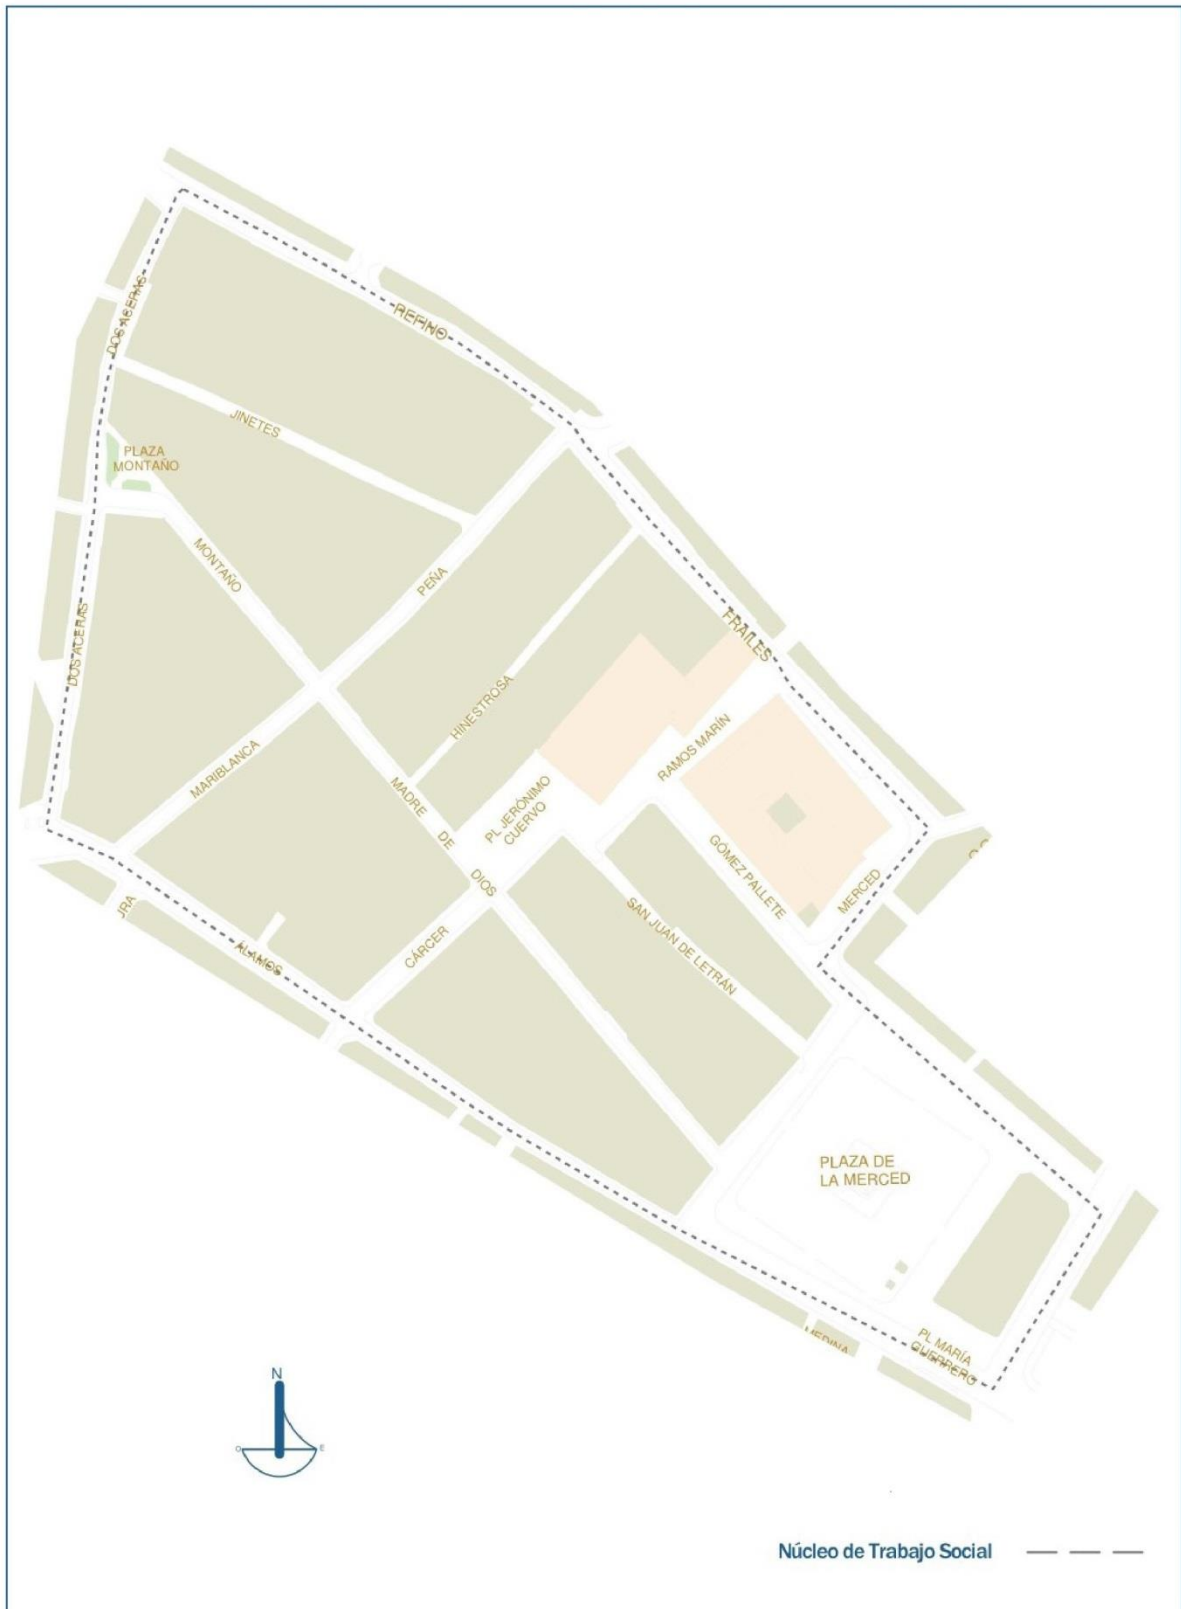 REFINO
DOS ACERAS
JINETES
PLAZA
MONTAÑO
MONTAÑO
PEÑA
FRAILES
DOS ACERAS
HINESTROSA
RAMOS MARÍN
MARIBLANCA
MADRE
DE
DIOS
PL JERÓNIMO
CUERVO
GÓMEZ PALLETE
MERCED
JRA
ÁLAMOS
CÁRCER
SAN JUAN DE LETRÁN
PLAZA DE
LA MERCED
MEDINA
PL MARÍA
GUERRERO
N
O
E
Núcleo de Trabajo Social